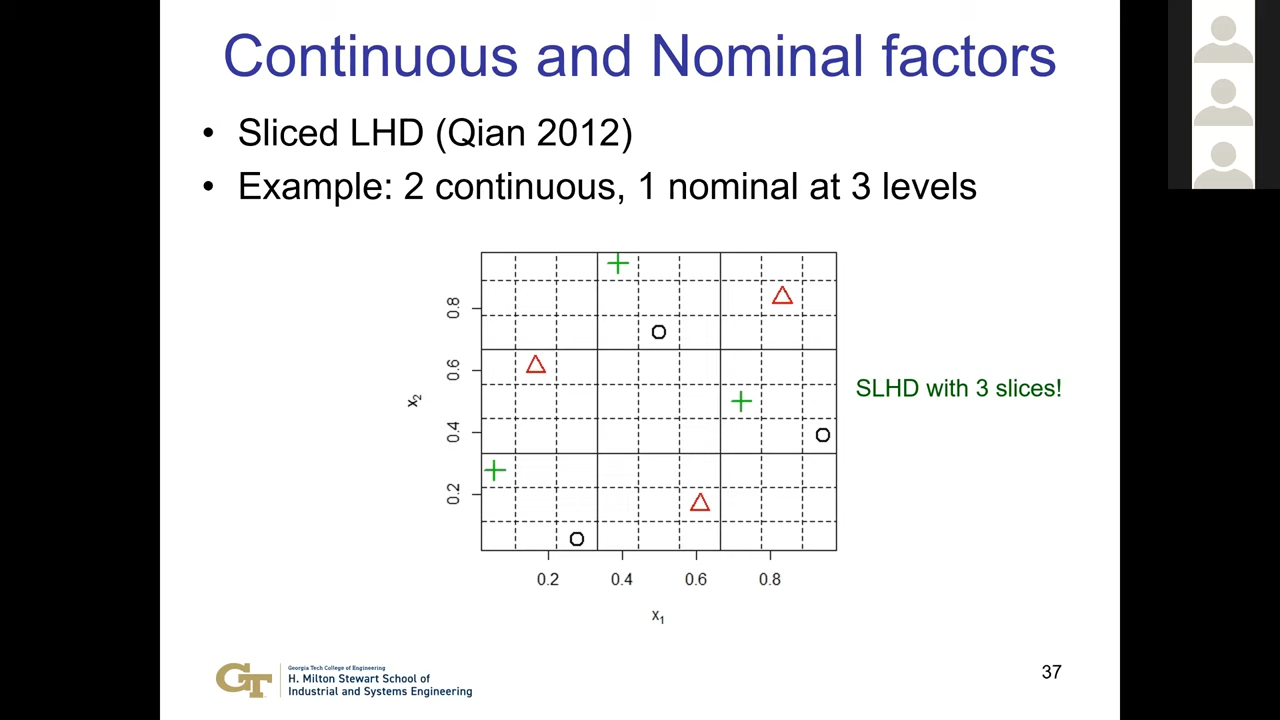 Continuous and Nominal factors
• Sliced LHD (Qian 2012)
• Example: 2 continuous, 1 nominal at 3 levels
0.8
0.6
0.4
0.2
x2
SLHD with 3 slices!
0.2 0.4 0.6 0.8
x1
GT
Georgia Tech College of Engineering
H. Milton Stewart School of
Industrial and Systems Engineering
37